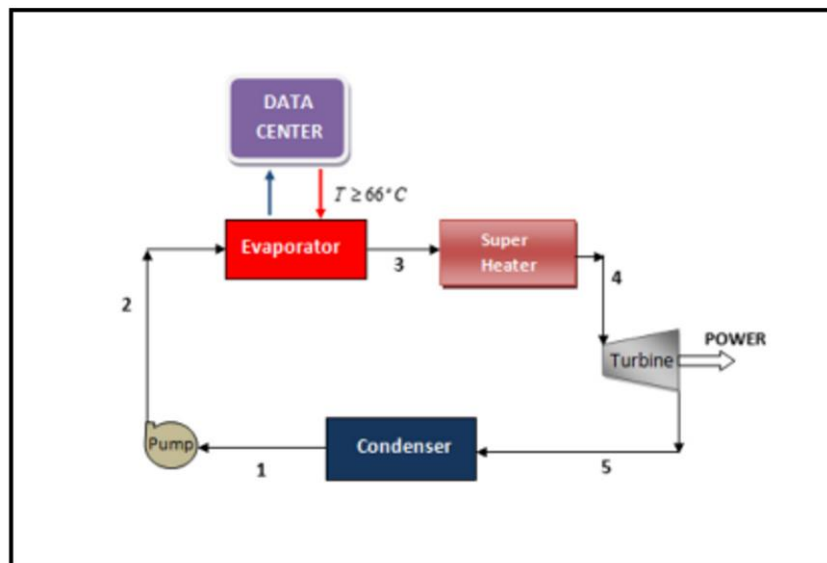 DATA
CENTER
T ≥ 66° C
Evaporator
3
Super
Heater
4
2
POWER
Turbine
Pump
1
Condenser
5